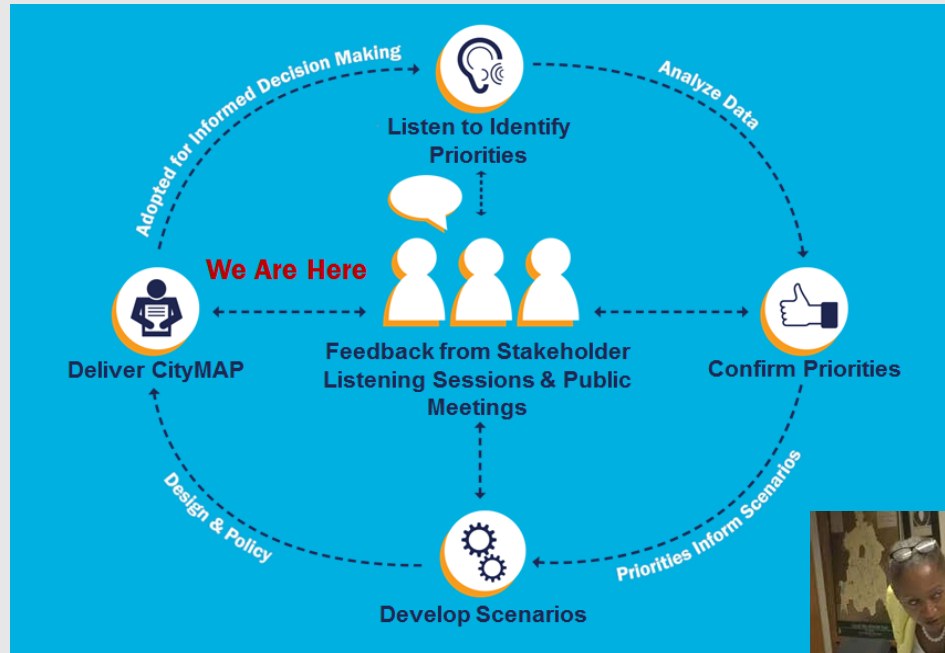 Adopted for Informed Decision Making
Listen to Identify
Priorities
Analyze Data
We Are Here
Deliver CityMAP
Feedback from Stakeholder
Listening Sessions & Public
Meetings
Confirm Priorities
Design & Policy
Priorities Inform Scenarios
Develop Scenarios